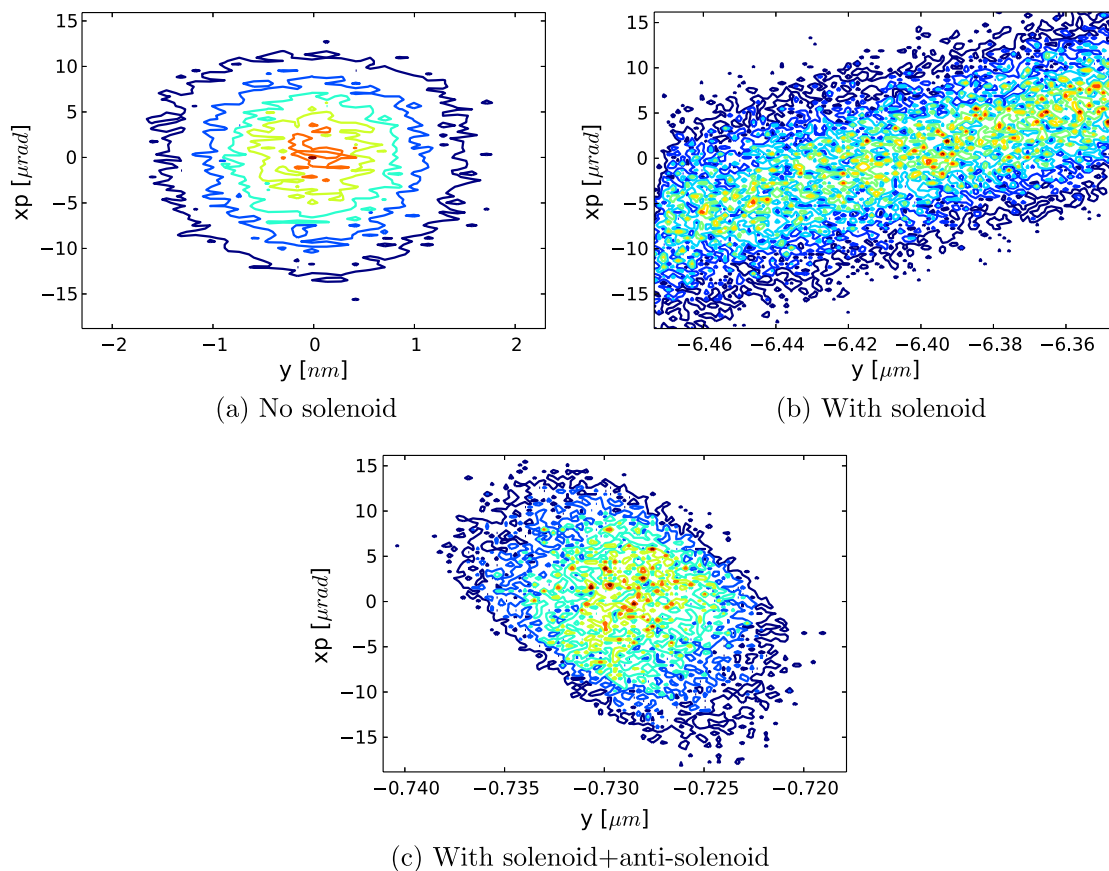 15
10
5
0
−5
−10
−15
xp [μrad]
−2 −1 0 1 2
y [nm]
(a) No solenoid
15
10
5
0
−5
−10
−15
xp [μrad]
−6.46 −6.44 −6.42 −6.40 −6.38 −6.36
y [μm]
(b) With solenoid
15
10
5
0
−5
−10
−15
xp [μrad]
−0.740 −0.735 −0.730 −0.725 −0.720
y [μm]
(c) With solenoid+anti-solenoid